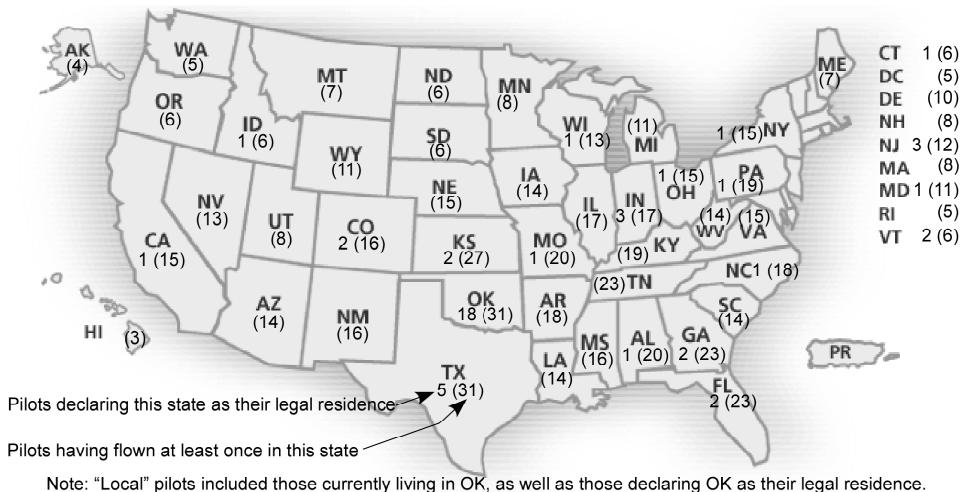 AK
(4)
WA
(5)
OR
(6)
ID
1 (6)
MT
(7)
WY
(11)
ND
(6)
SD
(6)
NE
(15)
KS
2 (27)
OK
18 (31)
TX
5 (31)
MN
(8)
IA
(14)
MO
1 (20)
AR
(18)
LA
(14)
WI
1 (13)
IL
(17)
(11)
MI
IN
3 (17)
1 (15)
OH
(19) KY
(23) TN
MS
(16)
AL
1 (20)
GA
2 (23)
FL
2 (23)
SC
(14)
NC1 (18)
(15)
VA
(14)
WV
PA
1 (19)
1 (15) NY
ME
(7)
CA
1 (15)
NV
(13)
UT
(8)
CO
2 (16)
AZ
(14)
NM
(16)
HI (3)
PR
CT 1 (6)
DC (5)
DE (10)
NH (8)
NJ 3 (12)
MA (8)
MD 1 (11)
RI (5)
VT 2 (6)
Pilots declaring this state as their legal residence
Pilots having flown at least once in this state
Note: “Local” pilots included those currently living in OK, as well as those declaring OK as their legal residence.